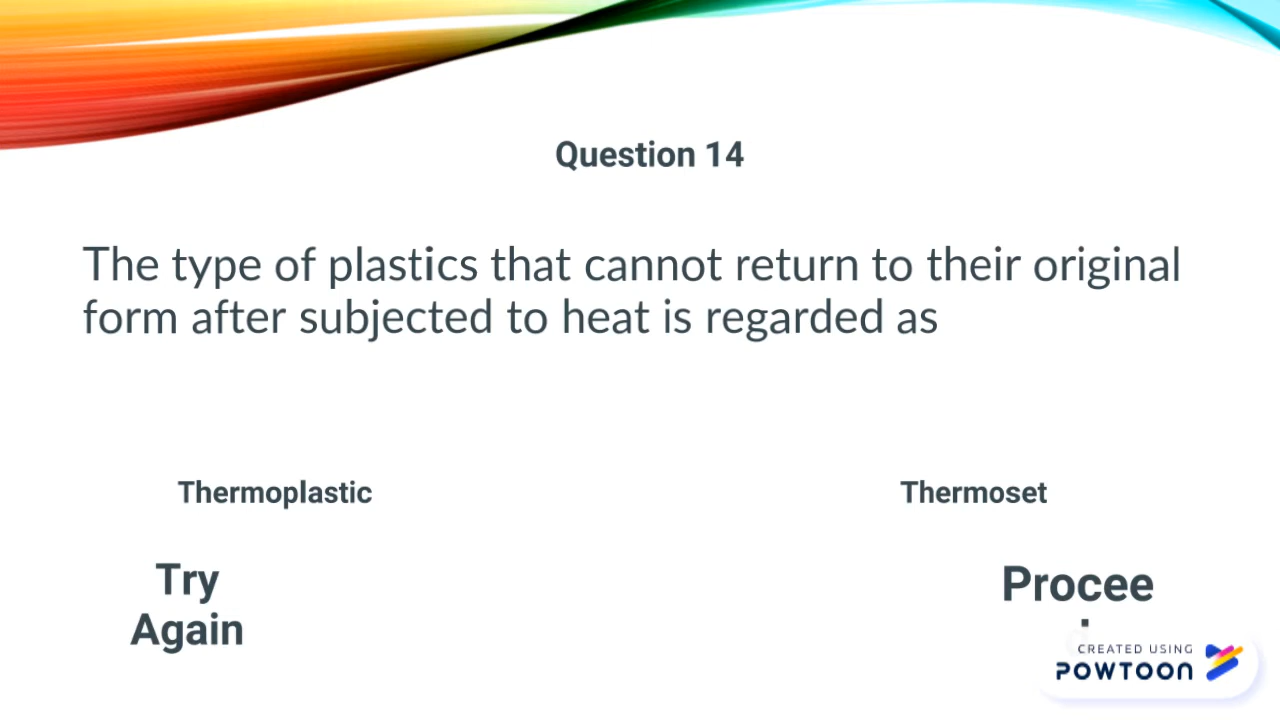 Question 14
The type of plastics that cannot return to their original
form after subjected to heat is regarded as
Thermoplastic
Thermoset
Try
Again
Procee
CREATED USING
POWTOON